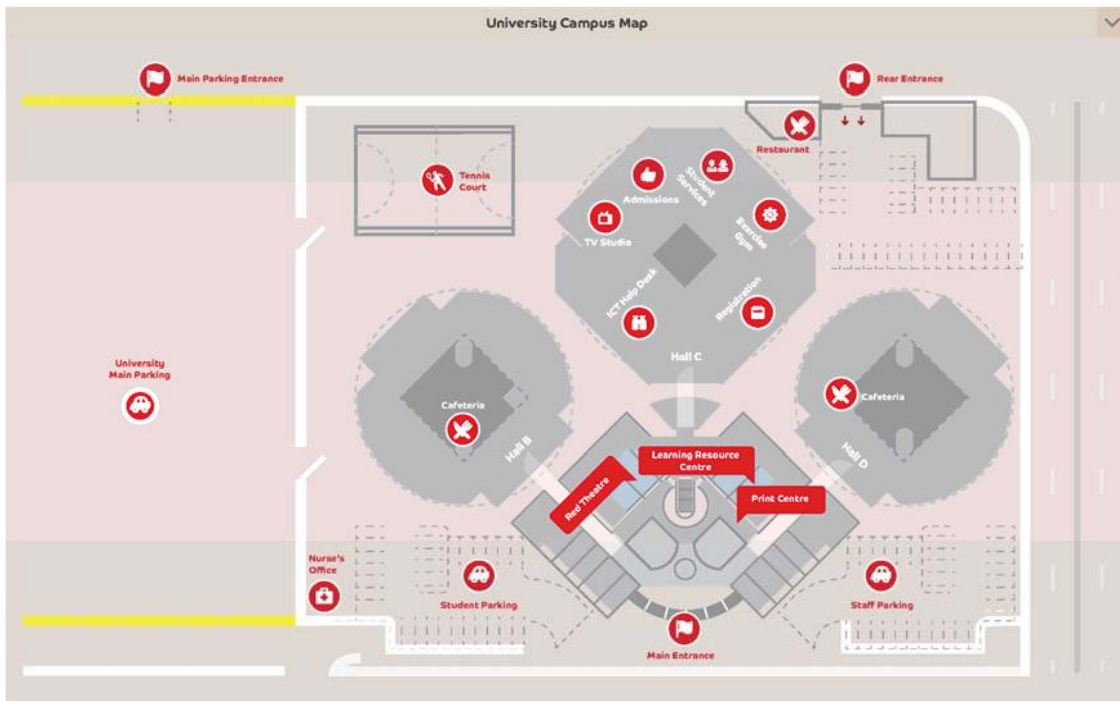 University Campus Map
Main Parking Entrance
Rear Entrance
Restaurant
Tennis
Court
Student
Services
Admissions
TV Studio
Exercise
Gym
ICT Help Desk
Registration
Hall C
University
Main Parking
Cafeteria
Cafeteria
Hall B
Hall D
Learning Resource
Centre
Red Theatre
Print Centre
Nurse's
Office
Student Parking
Staff Parking
Main Entrance